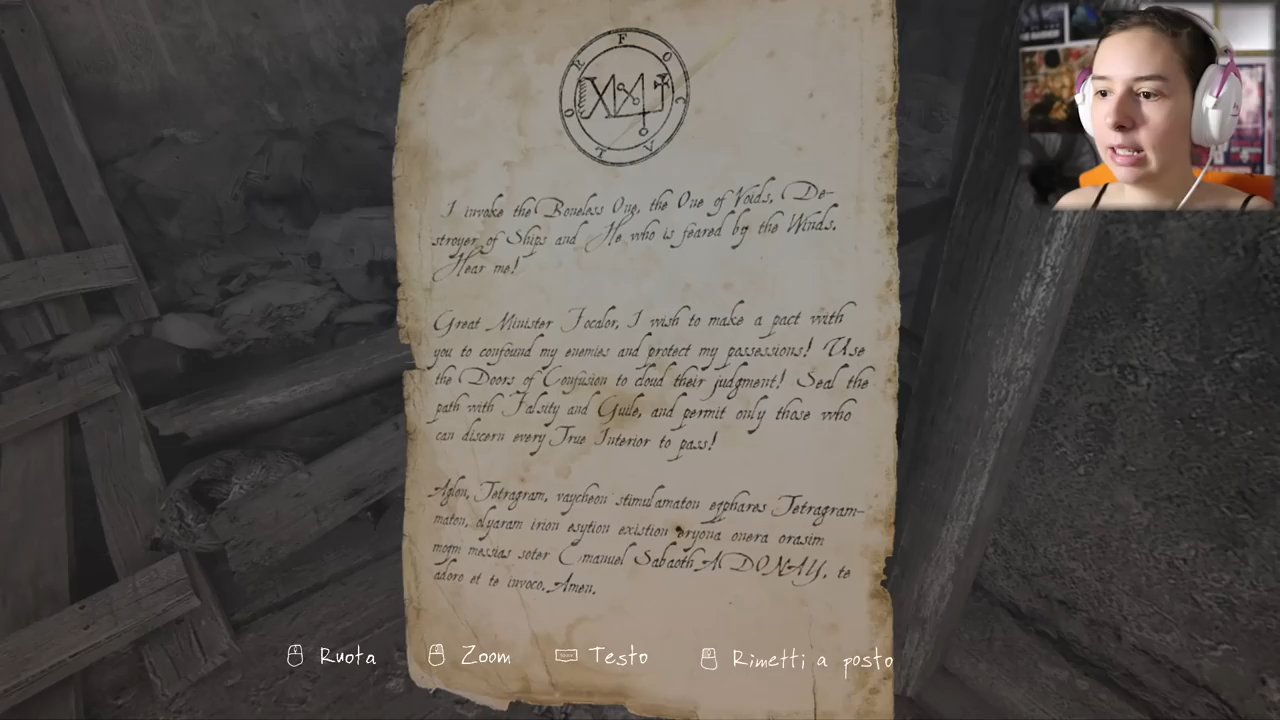 F O C A L T O R
I invoke the Boneless One, the One of Voids, De-
stroyer of Ships and He who is feared by the Winds.
Hear me!
Great Minister Focalor, I wish to make a pact with
you to confound my enemies and protect my possessions! Use
the Doors of Confusion to cloud their judgment! Seal the
path with Falsity and Guile, and permit only those who
can discern every True Interior to pass!
Aglon, Tetragram, vaycheon stimulamaton ezphares Tetragram-
maton, olyaram irion esytion existion eryona onera orasim
mozm messias soter Emanuel Sabaoth ADONAY, te
adoro et te invoco. Amen.
Ruota Zoom Testo Rimetti a posto